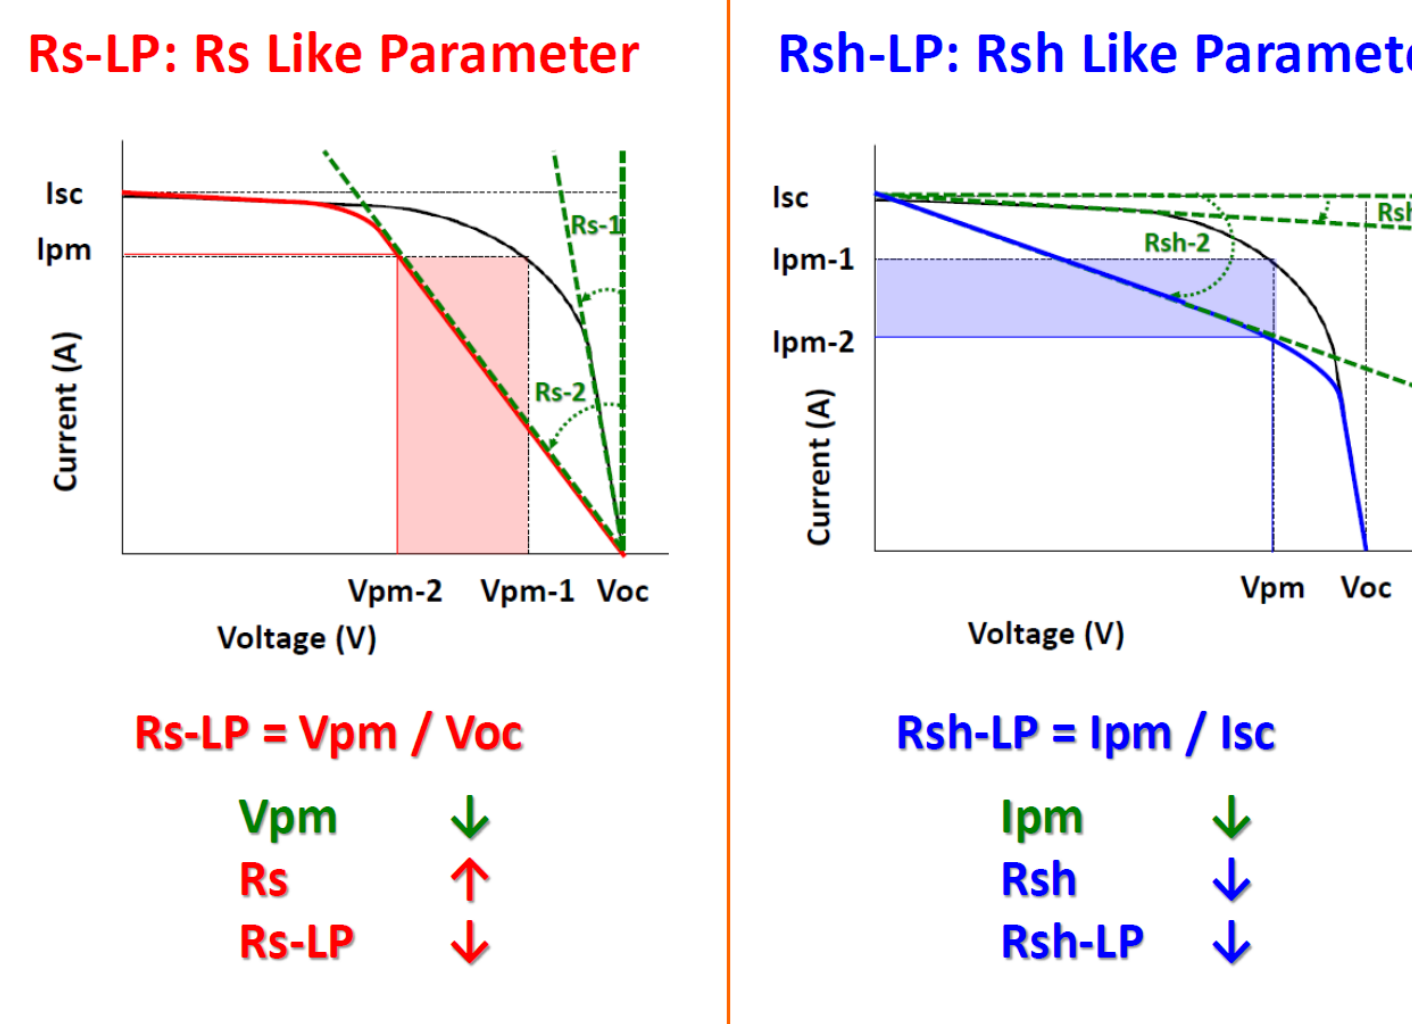 Rs-LP: Rs Like Parameter
Isc
Ipm
Rs-1
Rs-2
Current (A)
Vpm-2 Vpm-1 Voc
Voltage (V)
Rs-LP = Vpm / Voc
Vpm ↓
Rs ↑
Rs-LP ↓
Rsh-LP: Rsh Like
Isc
Rsh-2
Ipm-1
Ipm-2
Current (A)
Vpm Voc
Voltage (V)
Rsh-LP = Ipm / Isc
Ipm ↓
Rsh ↓
Rsh-LP ↓